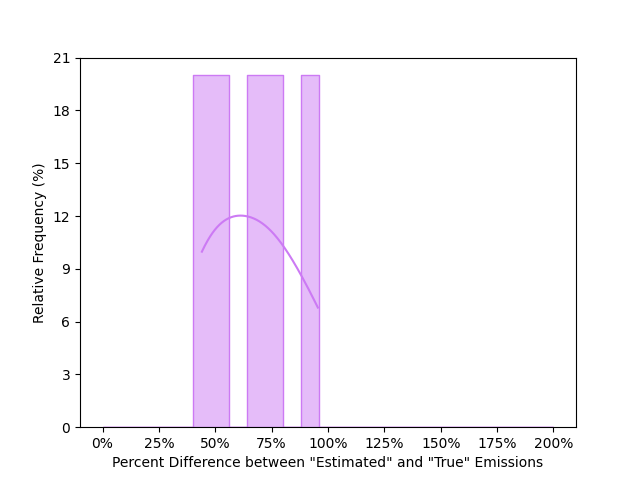 21
18
15
12
9
6
3
0
Relative Frequency (%)
0% 25% 50% 75% 100% 125% 150% 175% 200%
Percent Difference between "Estimated" and "True" Emissions